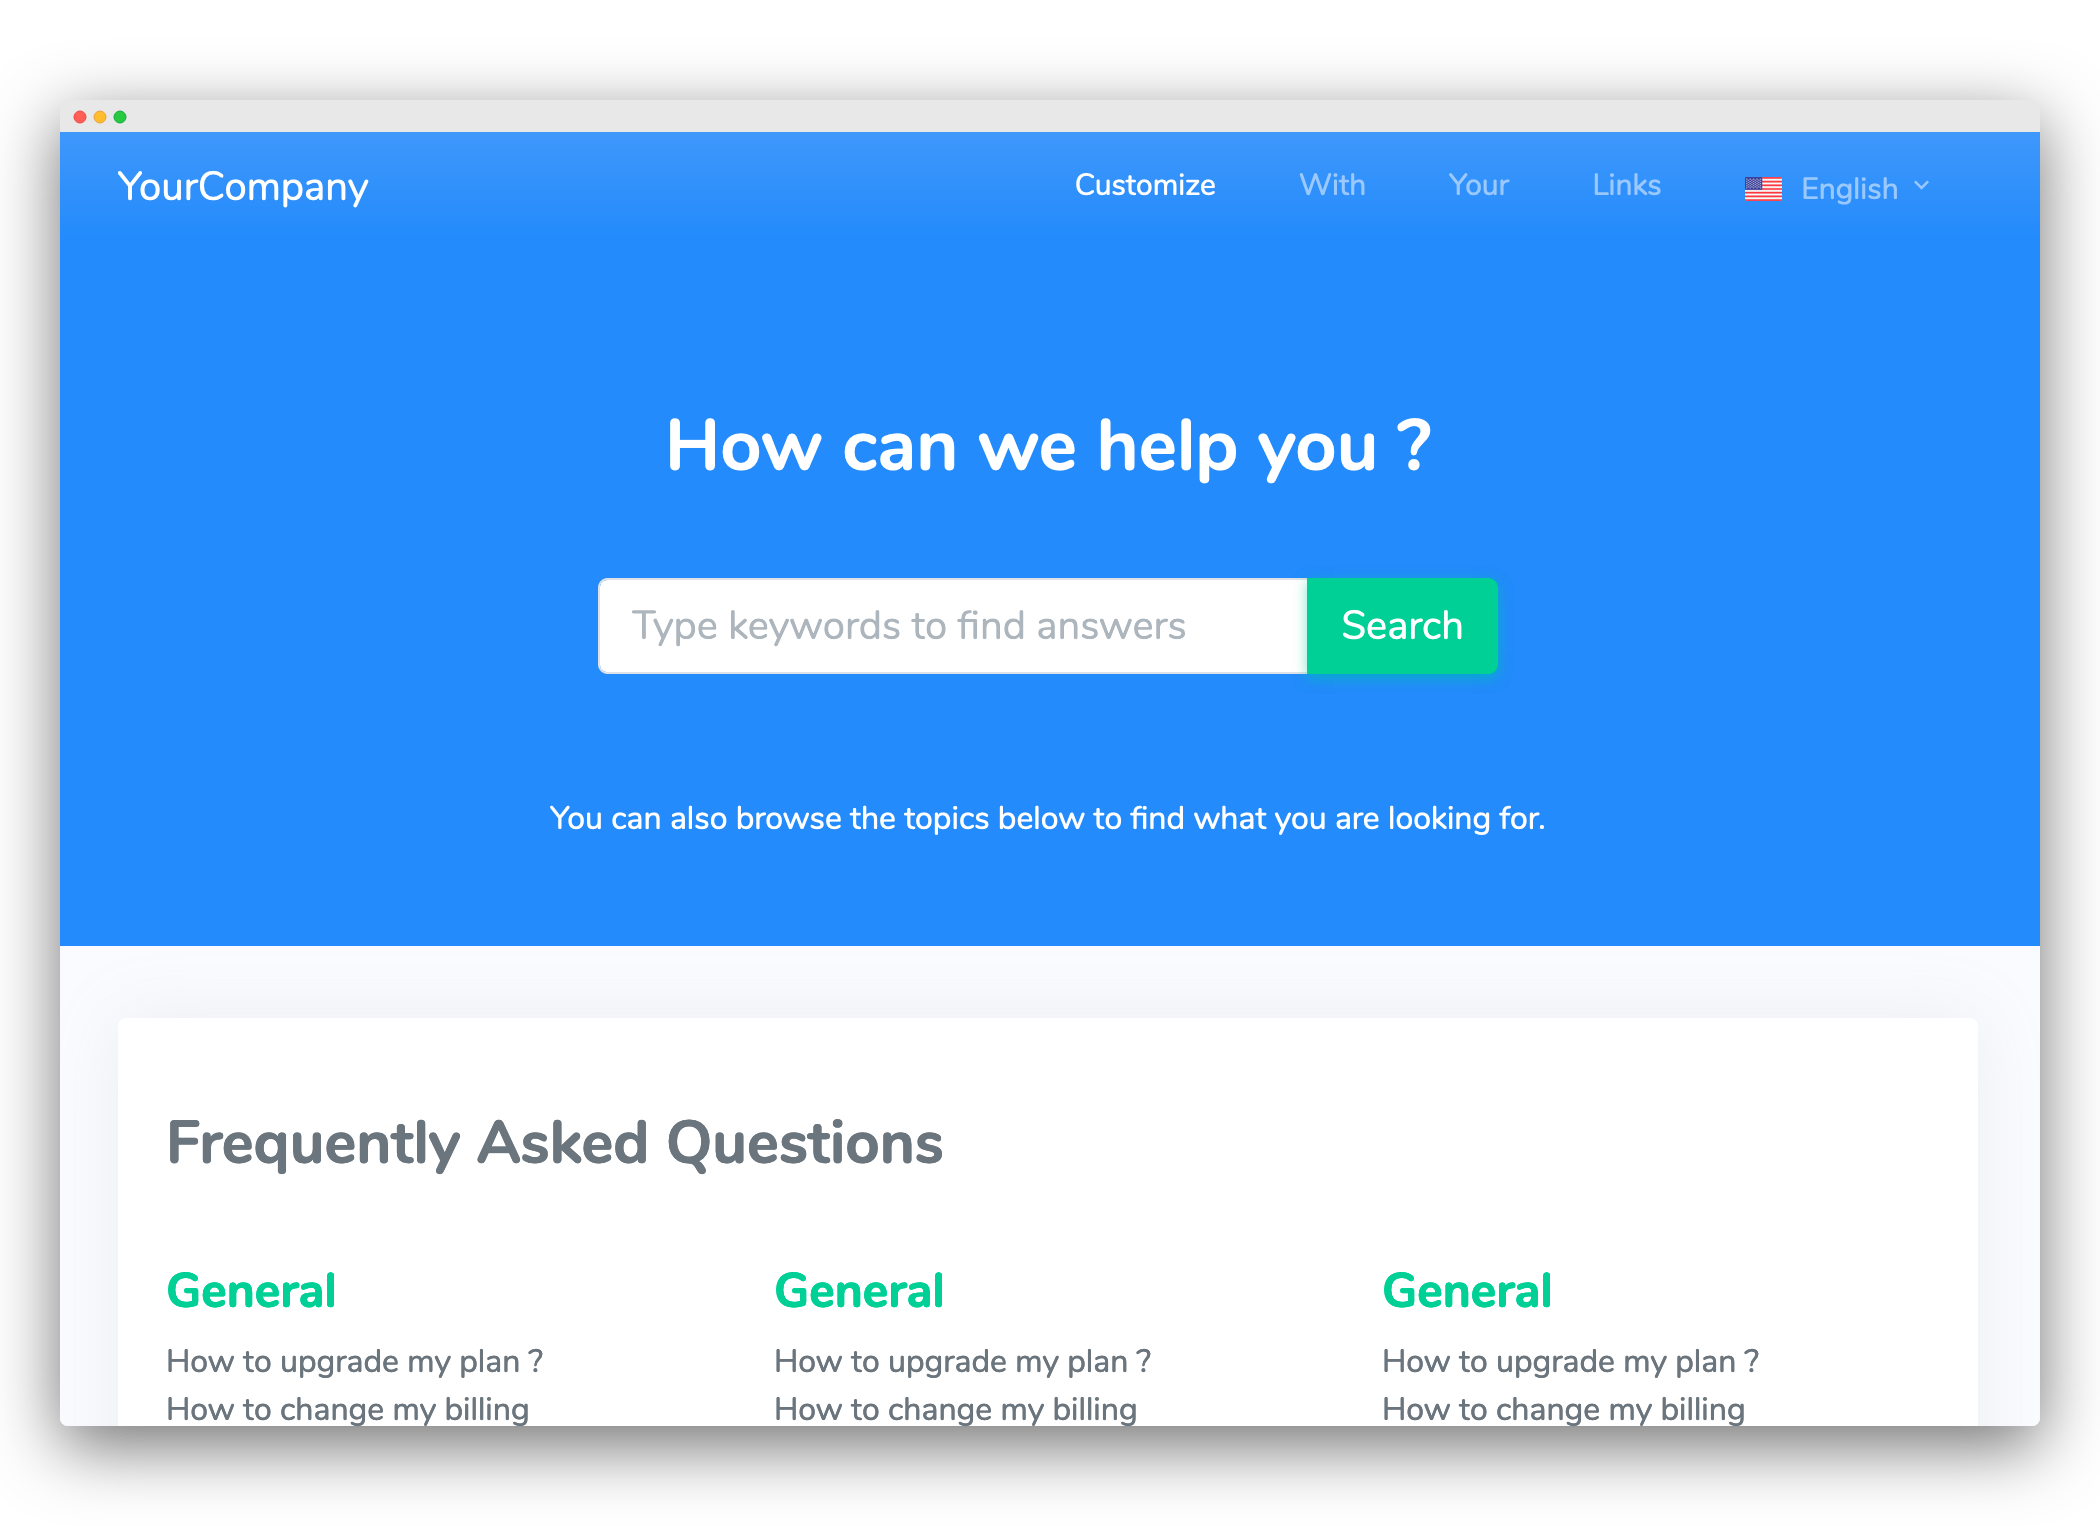 YourCompany
Customize With Your Links English
How can we help you ?
Type keywords to find answers Search
You can also browse the topics below to find what you are looking for.
Frequently Asked Questions
General General General
How to upgrade my plan ? How to upgrade my plan ? How to upgrade my plan ?
How to change my billing How to change my billing How to change my billing